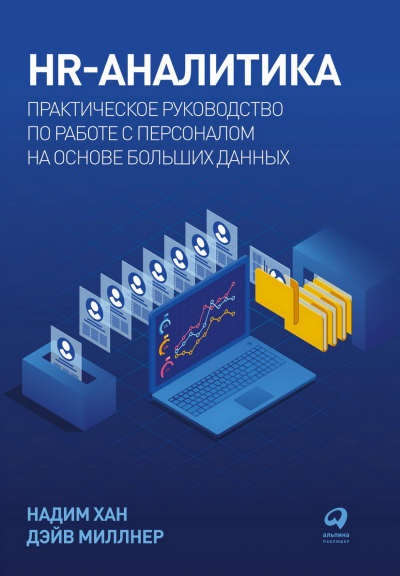 HR-АНАЛИТИКА
ПРАКТИЧЕСКОЕ РУКОВОДСТВО
ПО РАБОТЕ С ПЕРСОНАЛОМ
НА ОСНОВЕ БОЛЬШИХ ДАННЫХ
НАДИМ ХАН
ДЭЙВ МИЛЛНЕР
альпина
ПАБЛИШЕР